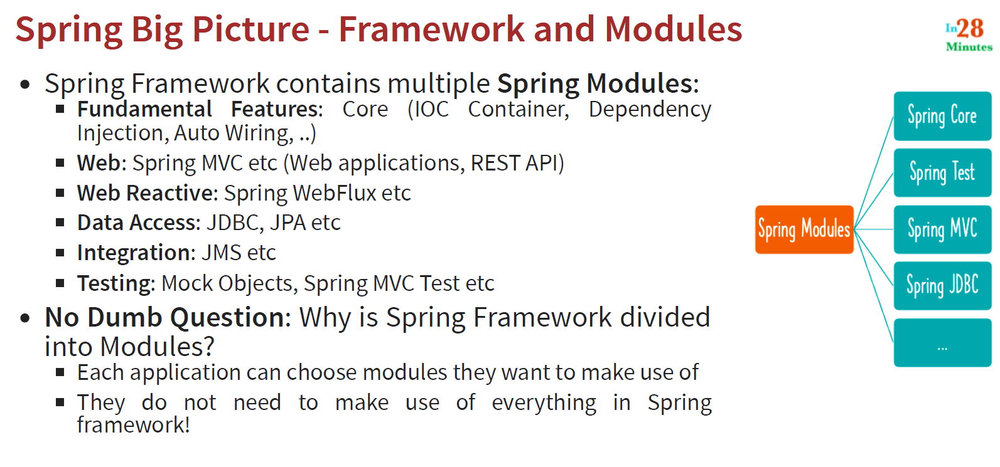 Spring Big Picture - Framework and Modules
In28
Minutes
• Spring Framework contains multiple Spring Modules:
▪ Fundamental Features: Core (IOC Container, Dependency
Injection, Auto Wiring, ..)
▪ Web: Spring MVC etc (Web applications, REST API)
▪ Web Reactive: Spring WebFlux etc
▪ Data Access: JDBC, JPA etc
▪ Integration: JMS etc
▪ Testing: Mock Objects, Spring MVC Test etc
• No Dumb Question: Why is Spring Framework divided
into Modules?
▪ Each application can choose modules they want to make use of
▪ They do not need to make use of everything in Spring
framework!
Spring Modules
Spring Core
Spring Test
Spring MVC
Spring JDBC
...